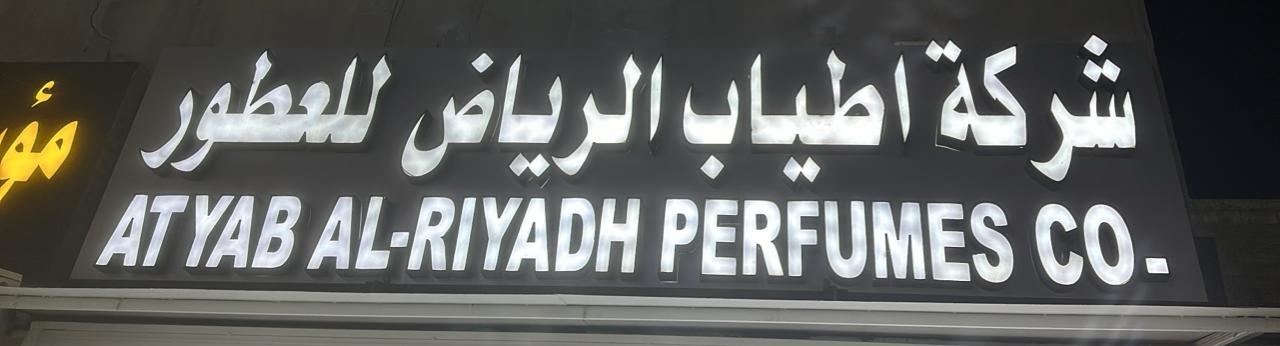 شركة اطياب الرياض للعطور
ATYAB AL-RIYADH PERFUMES CO.